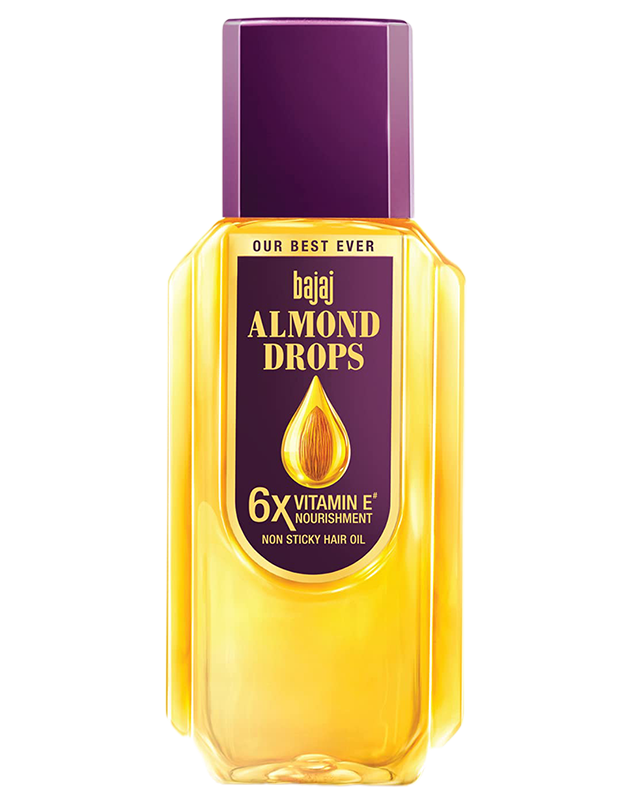 OUR BEST EVER
bajaj
ALMOND
DROPS
6X VITAMIN E#
NOURISHMENT
NON STICKY HAIR OIL